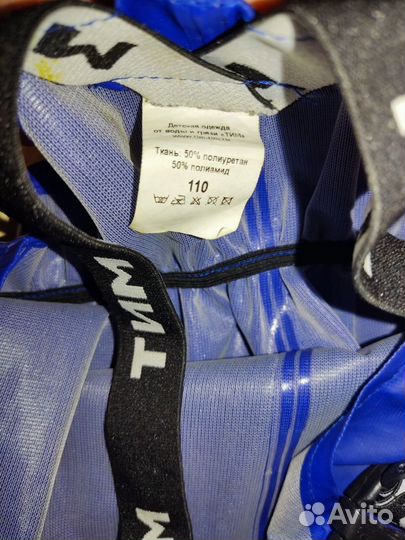 Детская одежда
от воды и грязи «ТИМ»
Ткань: 50% полиуретан
50% полиамид
110
ТИМ
Avito